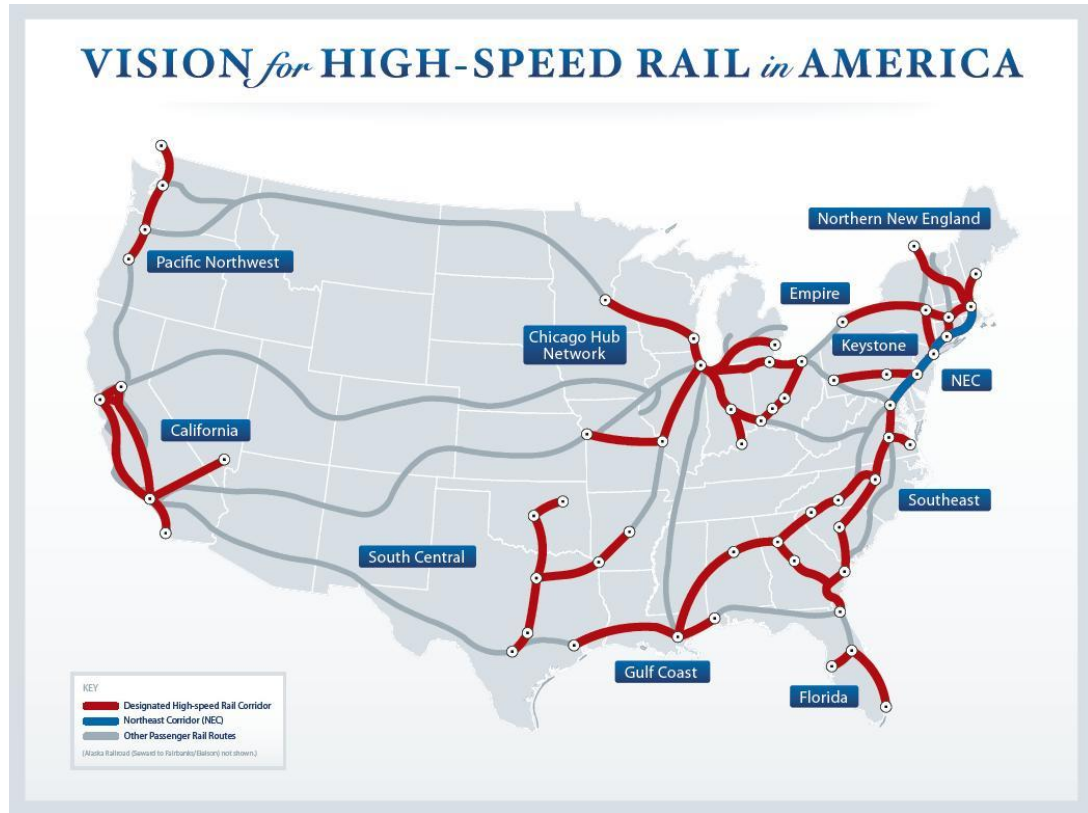 VISION for HIGH-SPEED RAIL in AMERICA
Northern New England
Pacific Northwest
Empire
Chicago Hub
Network
Keystone
NEC
California
Southeast
South Central
Gulf Coast
Florida
KEY
Designated High-speed Rail Corridor
Northeast Corridor (NEC)
Other Passenger Rail Routes
(Alaska Railroad (Seward to Fairbanks/Eielson) not shown.)